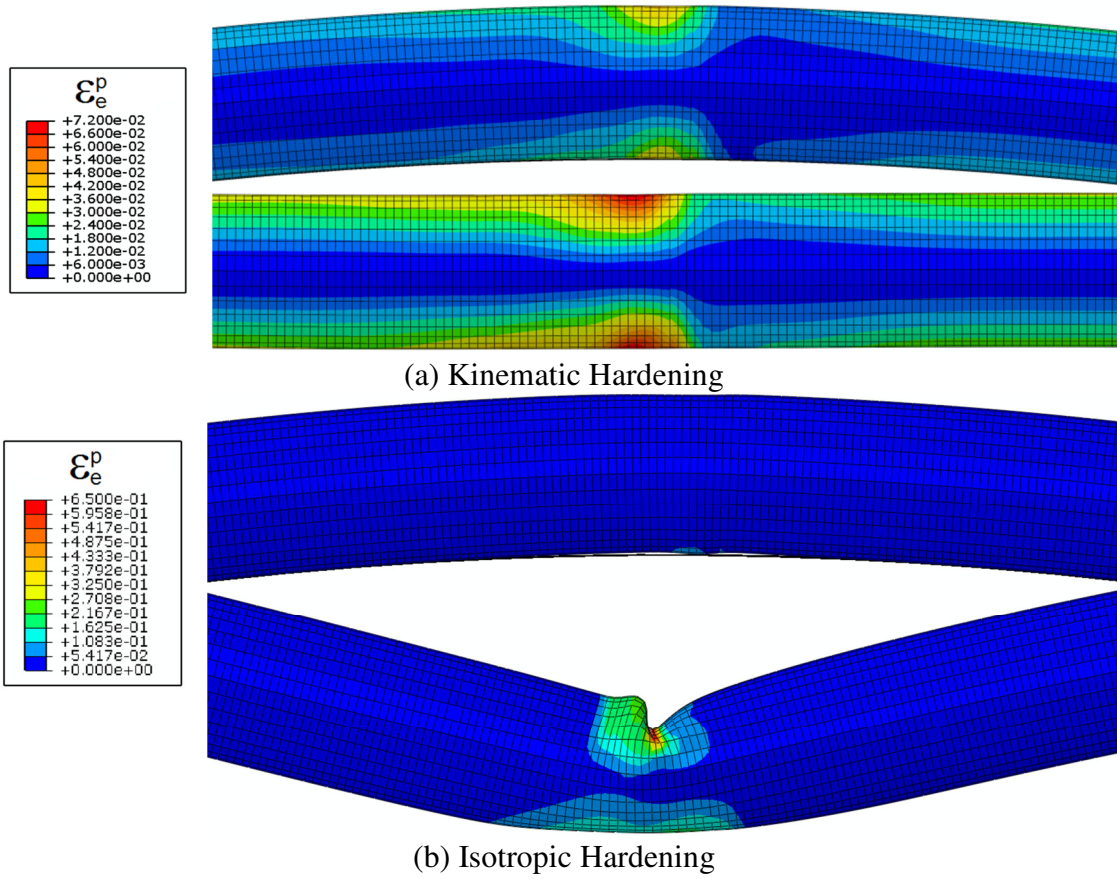 εₑᵖ
+7.200e-02
+6.600e-02
+6.000e-02
+5.400e-02
+4.800e-02
+4.200e-02
+3.600e-02
+3.000e-02
+2.400e-02
+1.800e-02
+1.200e-02
+6.000e-03
+0.000e+00
(a) Kinematic Hardening
εₑᵖ
+6.500e-01
+5.958e-01
+5.417e-01
+4.875e-01
+4.333e-01
+3.792e-01
+3.250e-01
+2.708e-01
+2.167e-01
+1.625e-01
+1.083e-01
+5.417e-02
+0.000e+00
(b) Isotropic Hardening